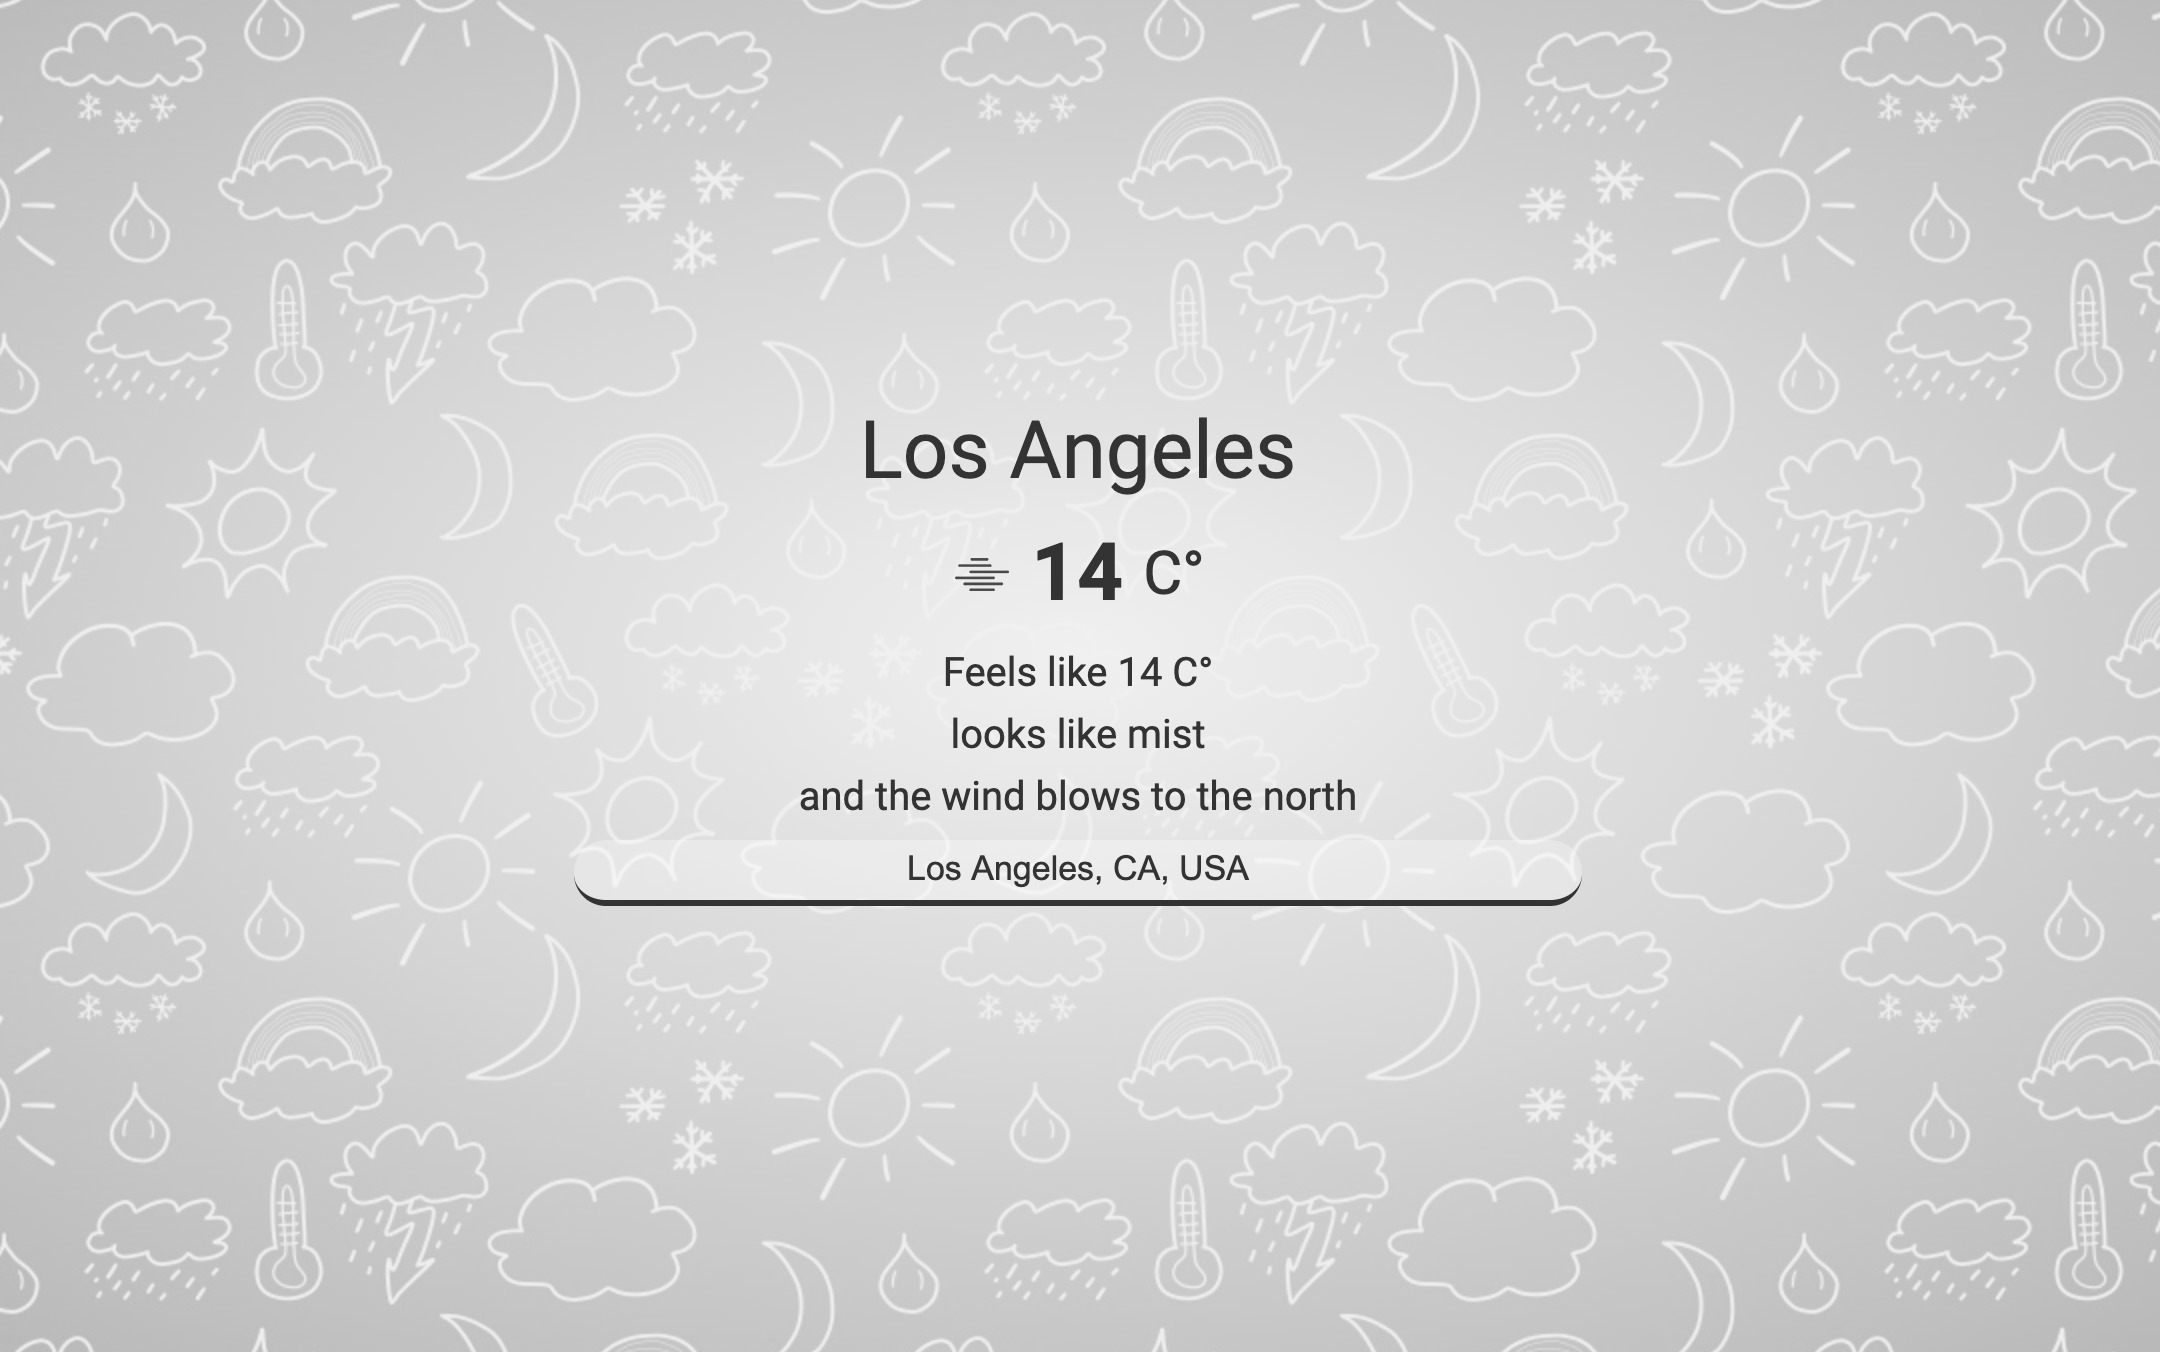 Los Angeles
14 C°
Feels like 14 C°
looks like mist
and the wind blows to the north
Los Angeles, CA, USA